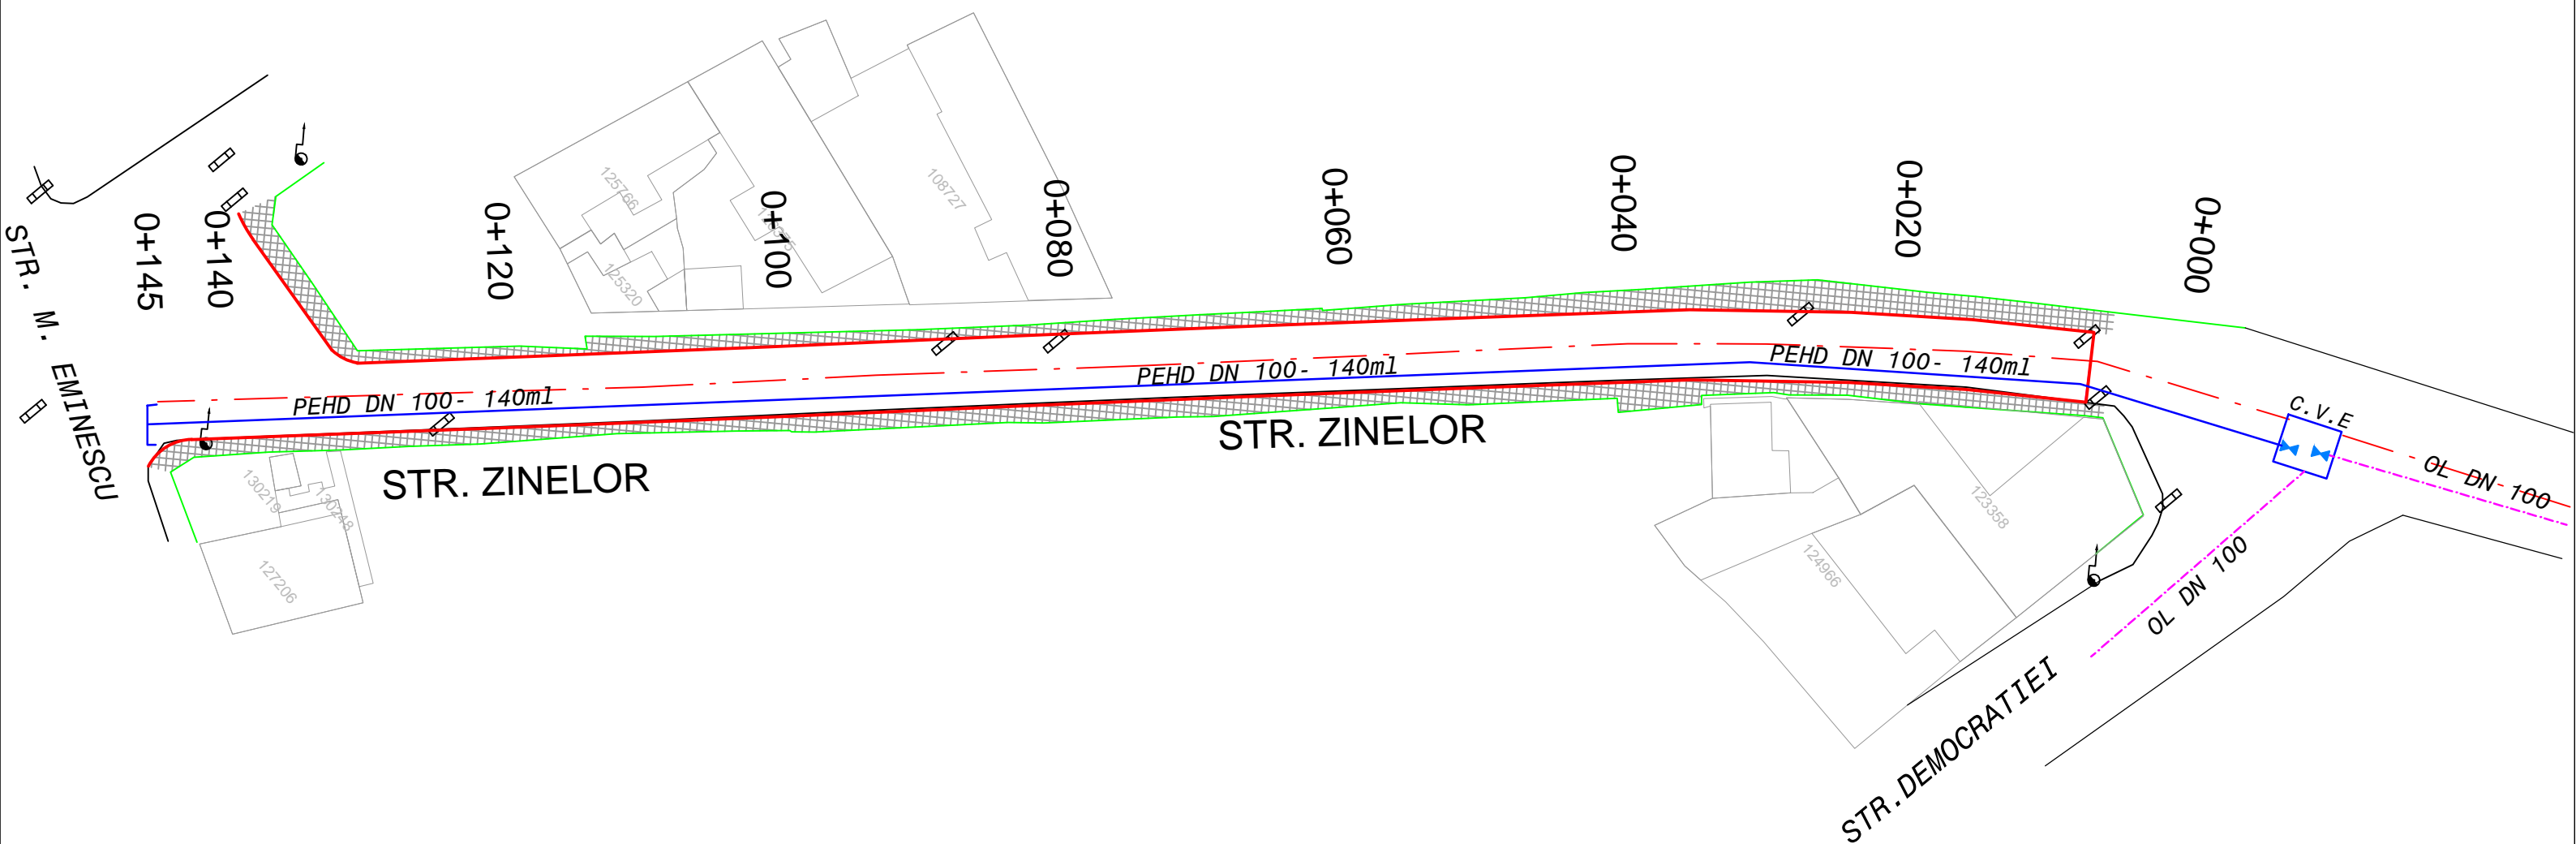 0+145
0+140
0+120
0+100
0+080
0+060
0+040
0+020
0+000
125766
125320
108727
STR. M. EMINESCU
PEHD DN 100- 140ml
PEHD DN 100- 140ml
PEHD DN 100- 140ml
C.V.E
OL DN 100
OL DN 100
STR. ZINELOR
STR. ZINELOR
130219
130248
127206
123358
124966
STR.DEMOCRATIEI